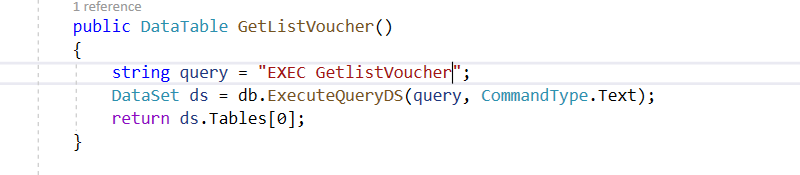 1 reference
public DataTable GetListVoucher()
{
string query = "EXEC GetlistVoucher";
DataSet ds = db.ExecuteQueryDS(query, CommandType.Text);
return ds.Tables[0];
}